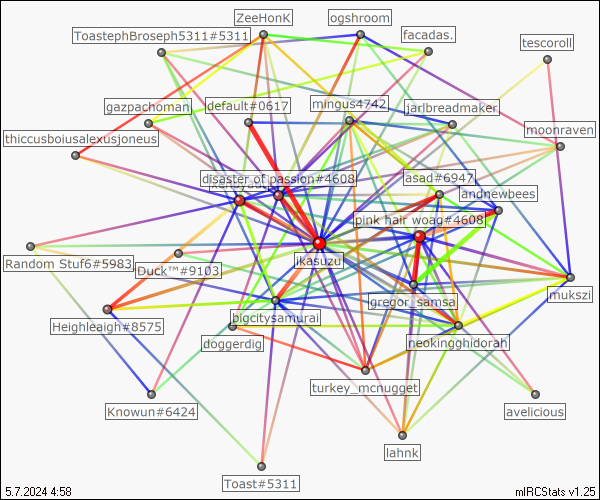 ZeeHonK
ogshroom
ToastephBroseph5311#5311
facadas.
tescoroll
gazpachoman
default#0617
mingus4742
jarlbreadmaker
thiccusboiusalexusjoneus
moonraven
disaster of passion#4608
asad#6947
andnewbees
pink hair woag#4608
ikasuzu
Random Stuf6#5983
Duck™#9103
mukszi
gregor_samsa
Heighleaigh#8575
bigcitysamurai
doggerdig
neokingghidorah
turkey_mcnugget
Knowun#6424
avelicious
lahnk
Toast#5311
5.7.2024 4:58
mIRCStats v1.25